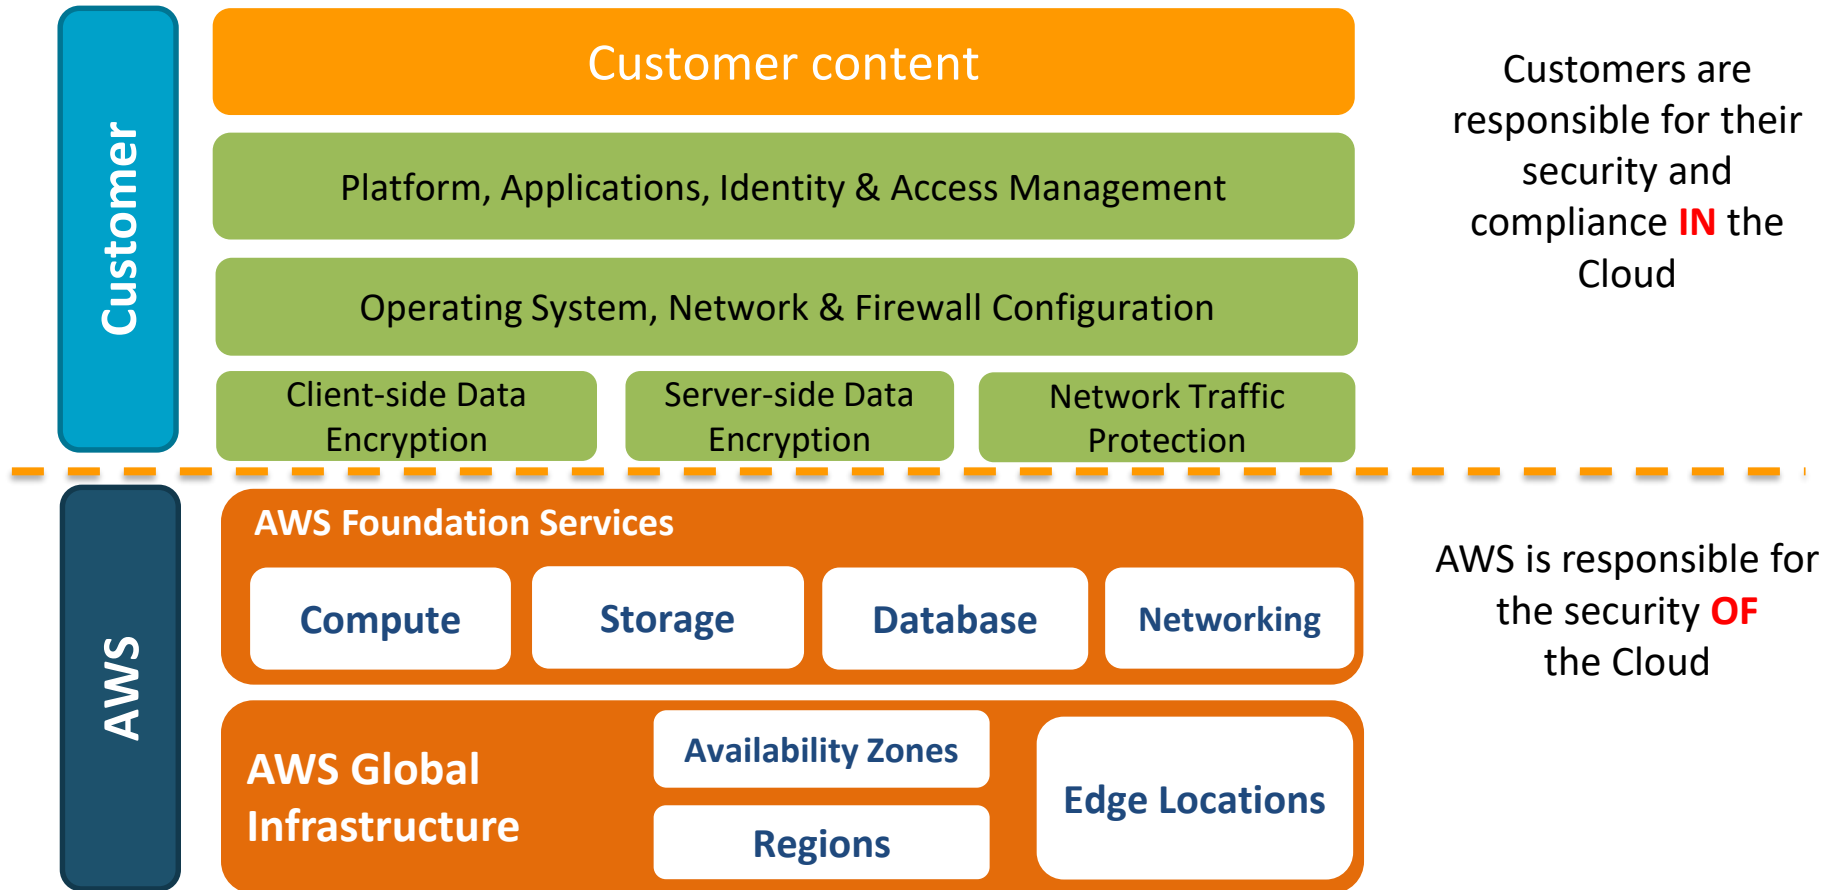 Customer
Customer content
Platform, Applications, Identity & Access Management
Operating System, Network & Firewall Configuration
Client-side Data
Encryption
Server-side Data
Encryption
Network Traffic
Protection
Customers are
responsible for their
security and
compliance IN the
Cloud
AWS
AWS Foundation Services
Compute
Storage
Database
Networking
AWS Global
Infrastructure
Availability Zones
Regions
Edge Locations
AWS is responsible for
the security OF
the Cloud